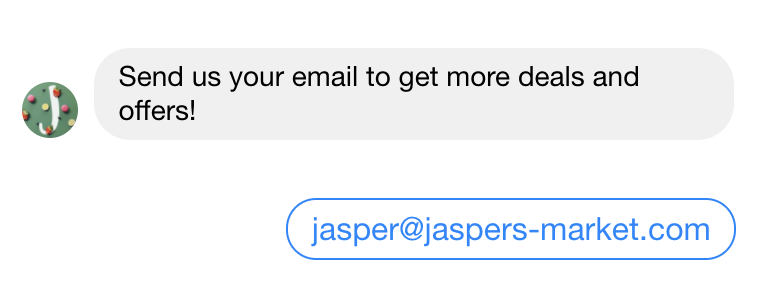 Send us your email to get more deals and
offers!
jasper@jaspers-market.com